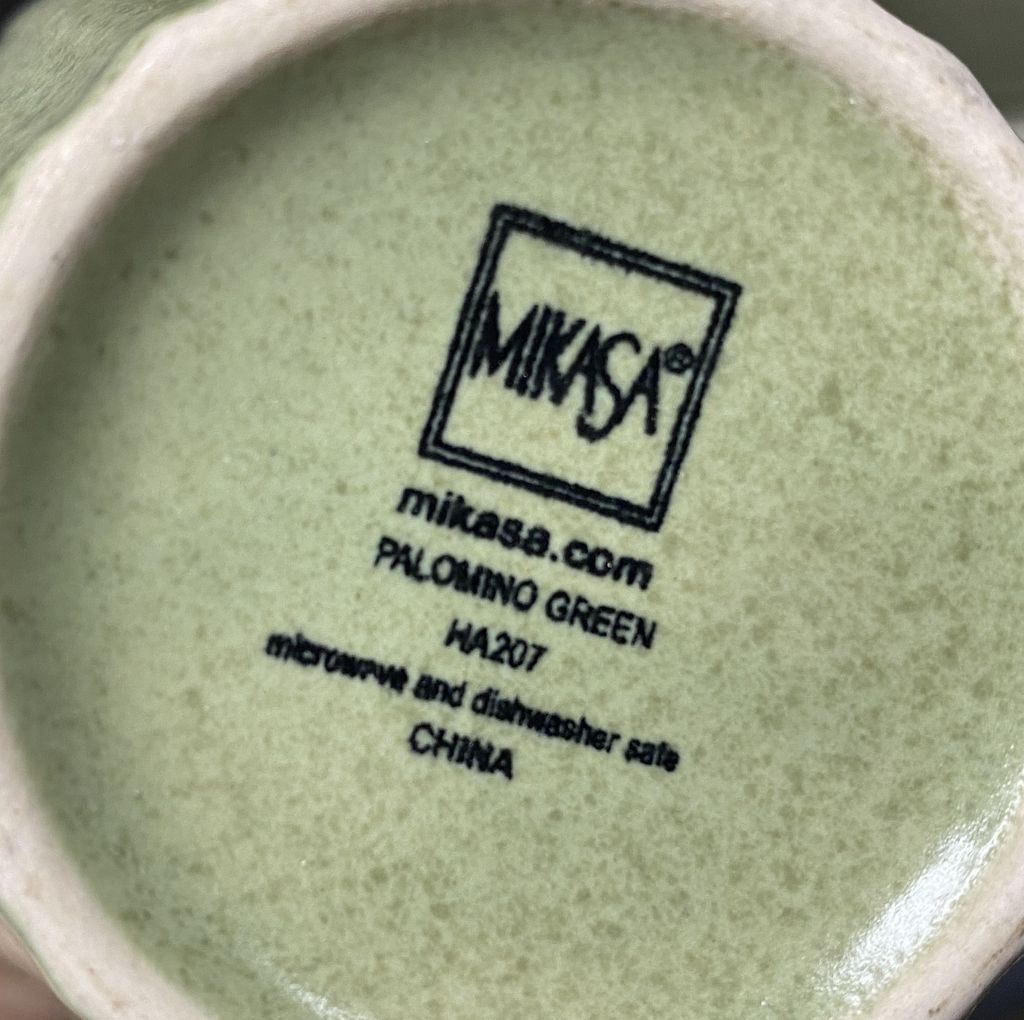 MIKASA®
mikasa.com
PALOMINO GREEN
HA207
microwave and dishwasher safe
CHINA